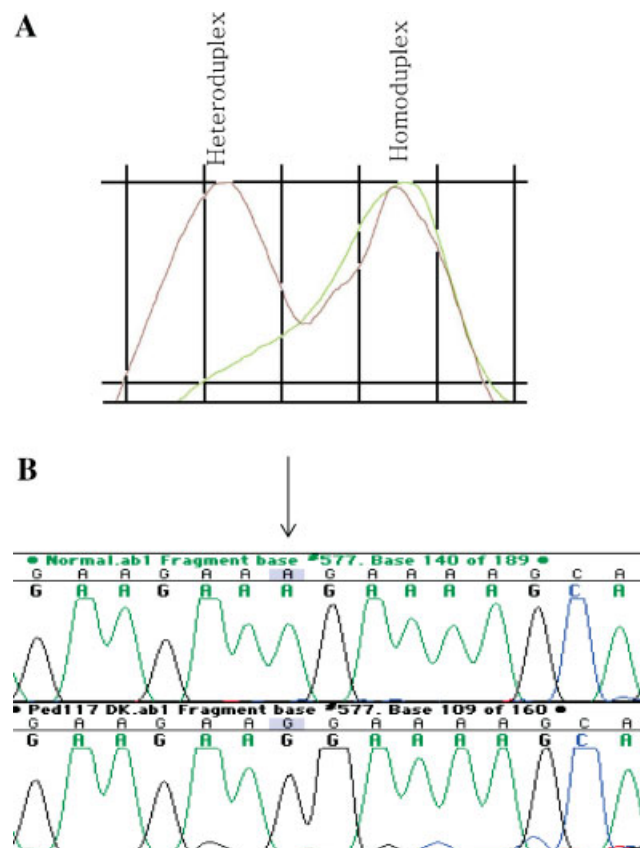 A
Heteroduplex
Homoduplex
B
Normal.ab1 Fragment base #577. Base 140 of 189
G A A G A A A G A A A A G C A
G A A G A A A G A A A A G C A
Ped117 DK.ab1 Fragment base #577. Base 109 of 160
G A A G A A G G A A A A G C A
G A A G A A G G A A A A G C A